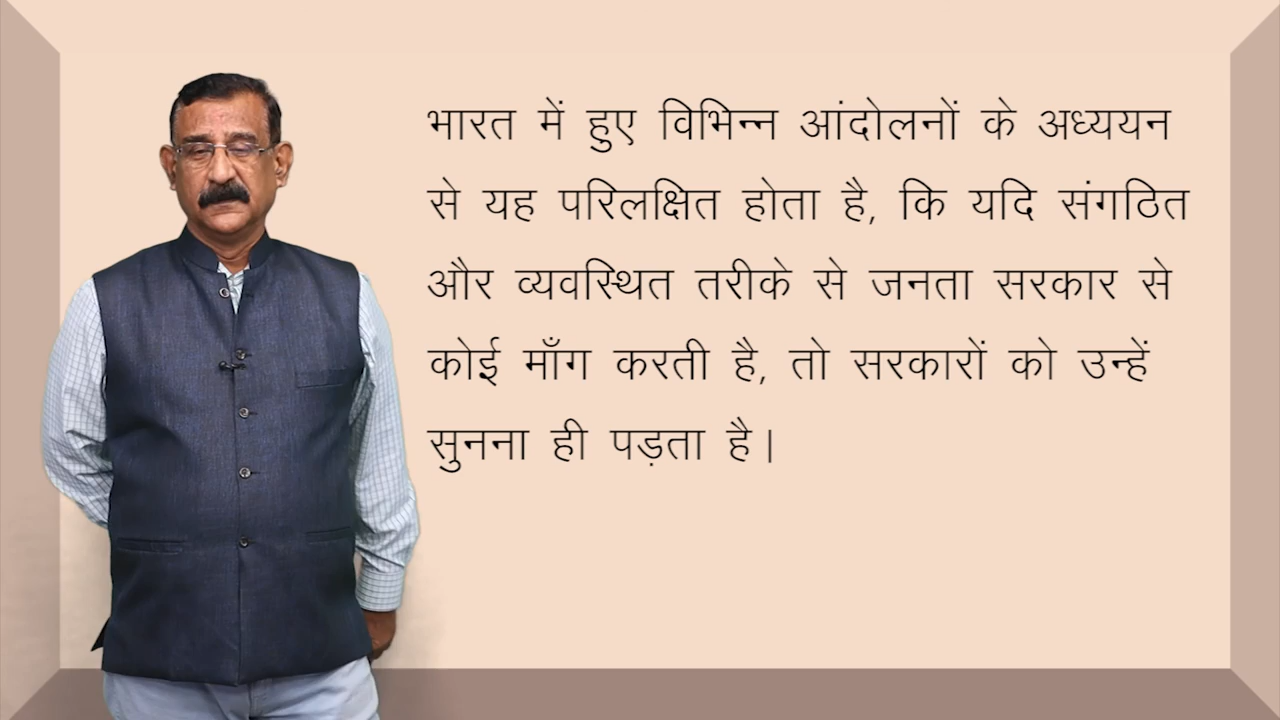 भारत में हुए विभिन्न आंदोलनों के अध्ययन
से यह परिलक्षित होता है, कि यदि संगठित
और व्यवस्थित तरीके से जनता सरकार से
कोई माँग करती है, तो सरकारों को उन्हें
सुनना ही पड़ता है।